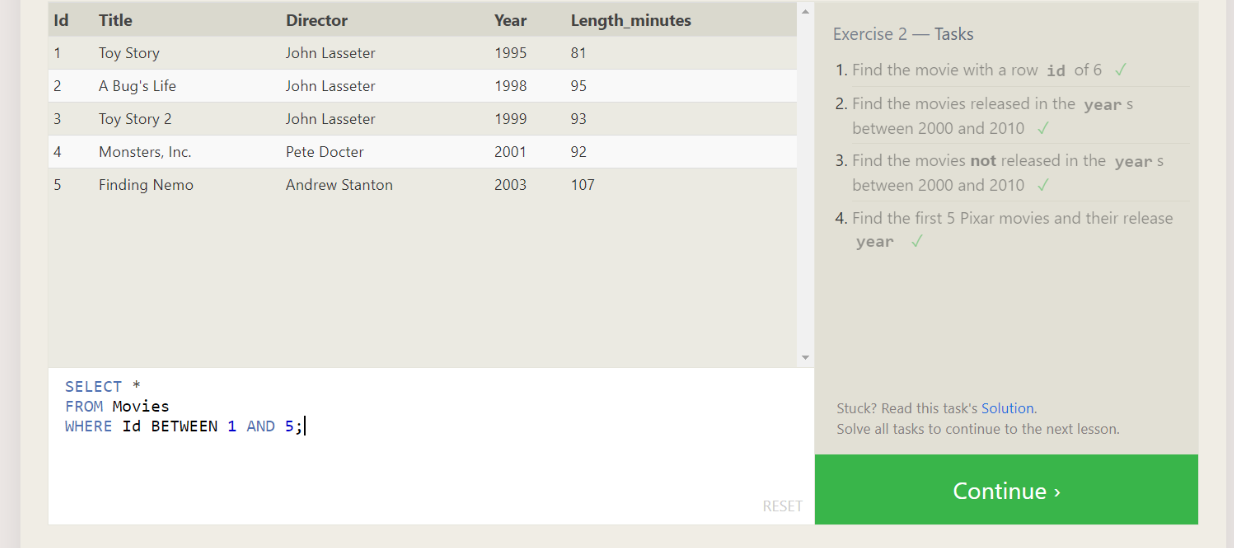 Id Title Director Year Length_minutes
1 Toy Story John Lasseter 1995 81
2 A Bug's Life John Lasseter 1998 95
3 Toy Story 2 John Lasseter 1999 93
4 Monsters, Inc. Pete Docter 2001 92
5 Finding Nemo Andrew Stanton 2003 107
SELECT *
FROM Movies
WHERE Id BETWEEN 1 AND 5;
RESET
Exercise 2 — Tasks
1. Find the movie with a row id of 6 ✓
2. Find the movies released in the year s
between 2000 and 2010 ✓
3. Find the movies not released in the year s
between 2000 and 2010 ✓
4. Find the first 5 Pixar movies and their release
year ✓
Stuck? Read this task's Solution.
Solve all tasks to continue to the next lesson.
Continue ›